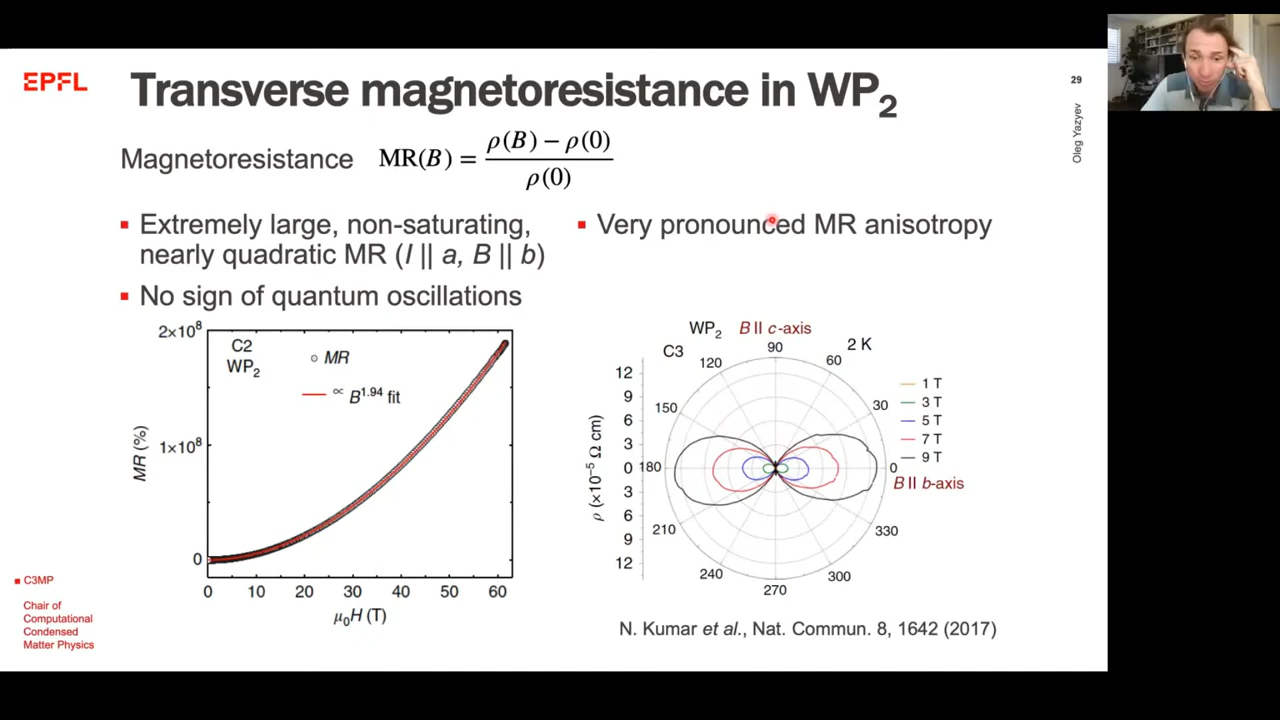 EPFL
Transverse magnetoresistance in WP2
29
Oleg Yazyev
Magnetoresistance MR(B) = ρ(B) − ρ(0) / ρ(0)
▪ Extremely large, non-saturating,
nearly quadratic MR (I || a, B || b)
▪ No sign of quantum oscillations
▪ Very pronounced MR anisotropy
2×10⁸
1×10⁸
0
MR (%)
C2
WP2
MR
∝ B^1.94 fit
0 10 20 30 40 50 60
μ0H (T)
WP2 B || c-axis
C3
2 K
90
120
60
150
30
180
0
210
330
240
300
270
12
9
6
3
0
3
6
9
12
ρ (×10⁻⁵ Ω cm)
1 T
3 T
5 T
7 T
9 T
B || b-axis
N. Kumar et al., Nat. Commun. 8, 1642 (2017)
▪ C3MP
Chair of
Computational
Condensed
Matter Physics